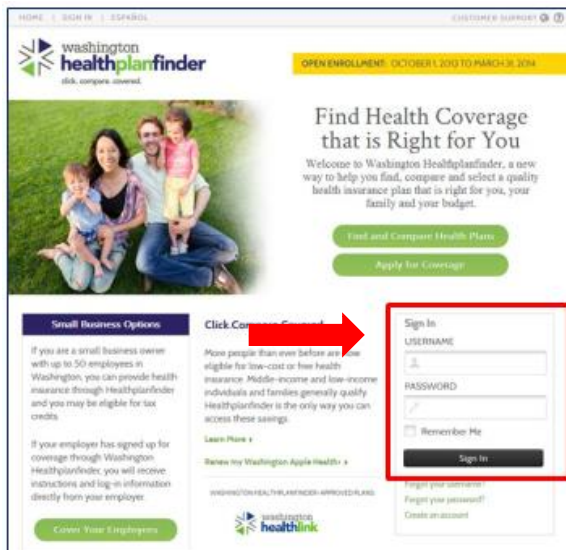 HOME | SIGN IN | ESPAÑOL
CUSTOMER SUPPORT
washington
healthplanfinder
click. compare. covered.
OPEN ENROLLMENT: OCTOBER 1, 2013 TO MARCH 31, 2014
Find Health Coverage
that is Right for You
Welcome to Washington Healthplanfinder, a new
way to help you find, compare and select a quality
health insurance plan that is right for you, your
family and your budget.
Find and Compare Health Plans
Apply for Coverage
Small Business Options
If you are a small business owner
with up to 50 employees in
Washington, you can provide health
insurance through Healthplanfinder
and you may be eligible for tax
credits.
If your employer has signed up for
coverage through Washington
Healthplanfinder, you will receive
instructions and log-in information
directly from your employer.
Cover Your Employees
Click.Compare.Covered.
More people than ever before are now
eligible for low-cost or free health
insurance. Middle-income and low-income
individuals and families generally qualify.
Healthplanfinder is the only way you can
access these savings.
Learn More
Renew my Washington Apple Health
WASHINGTON HEALTHPLANFINDER-APPROVED PLANS:
washington
healthlink
Sign In
USERNAME
PASSWORD
Remember Me
Sign In
Forgot your username?
Forgot your password?
Create an account